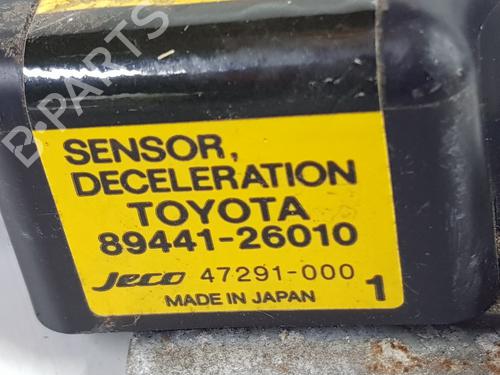 B-PARTS
SENSOR,
DECELERATION
TOYOTA
89441-26010
Jeco 47291-000
MADE IN JAPAN 1